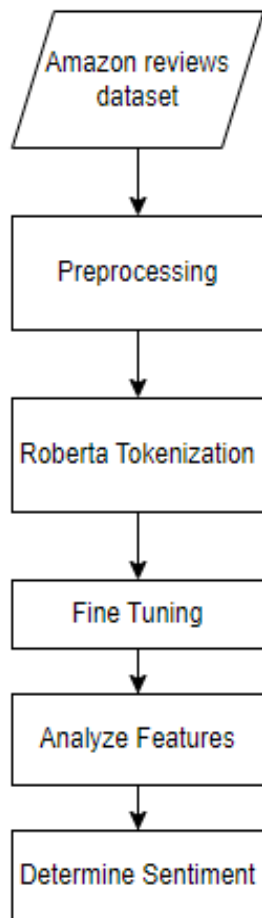 Amazon reviews
dataset
Preprocessing
Roberta Tokenization
Fine Tuning
Analyze Features
Determine Sentiment